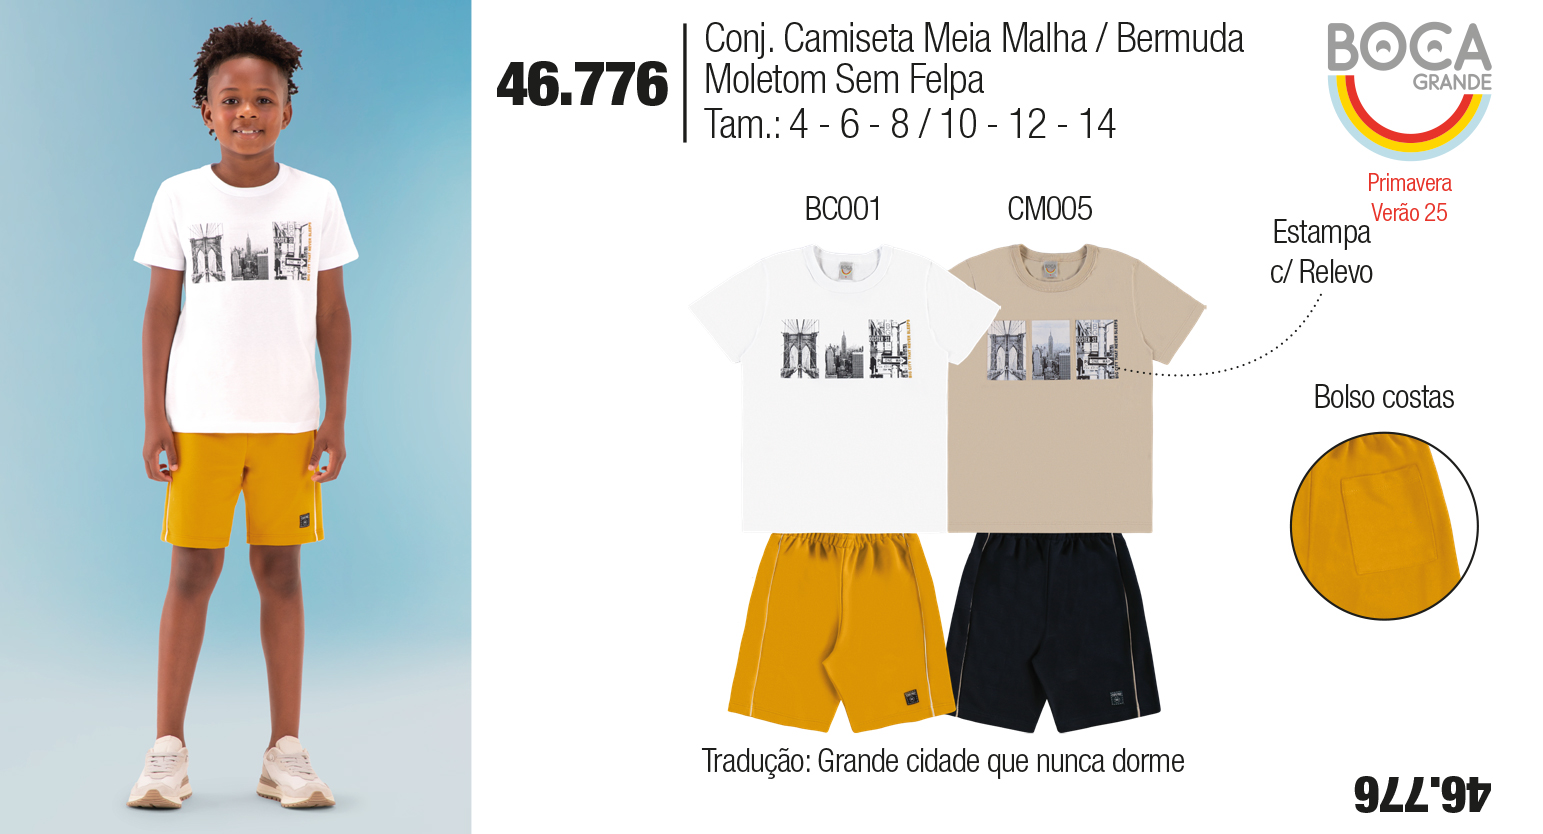 46.776
Conj. Camiseta Meia Malha / Bermuda
Moletom Sem Felpa
Tam.: 4 - 6 - 8 / 10 - 12 - 14
BOCA
GRANDE
Primavera
Verão 25
BC001
CM005
Estampa
c/ Relevo
Bolso costas
Tradução: Grande cidade que nunca dorme
46.776